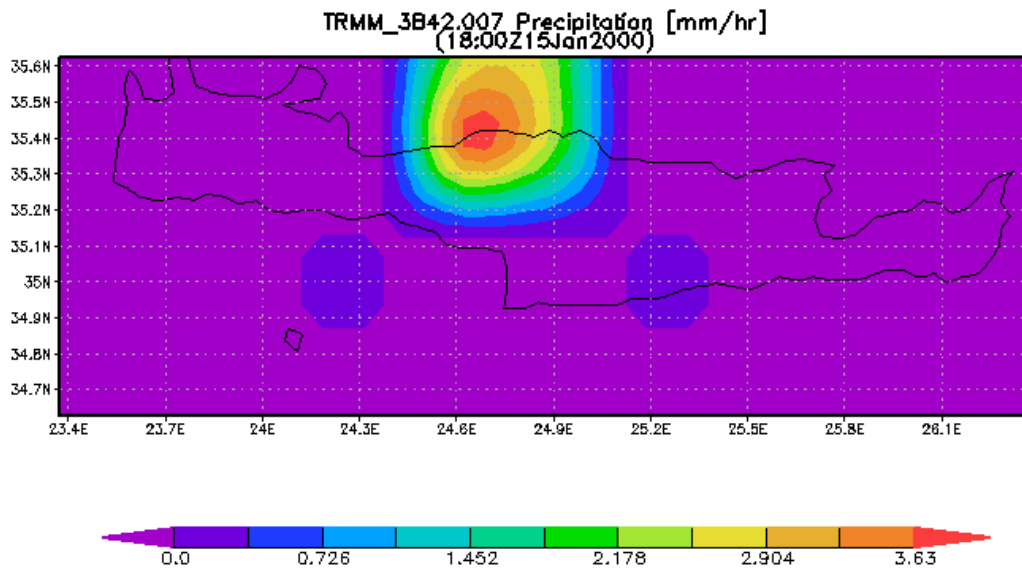 TRMM_3B42.007 Precipitation [mm/hr]
(18:00Z15Jan2000)
35.6N
35.5N
35.4N
35.3N
35.2N
35.1N
35N
34.9N
34.8N
34.7N
23.4E 23.7E 24E 24.3E 24.6E 24.9E 25.2E 25.5E 25.8E 26.1E
0.0 0.726 1.452 2.178 2.904 3.63